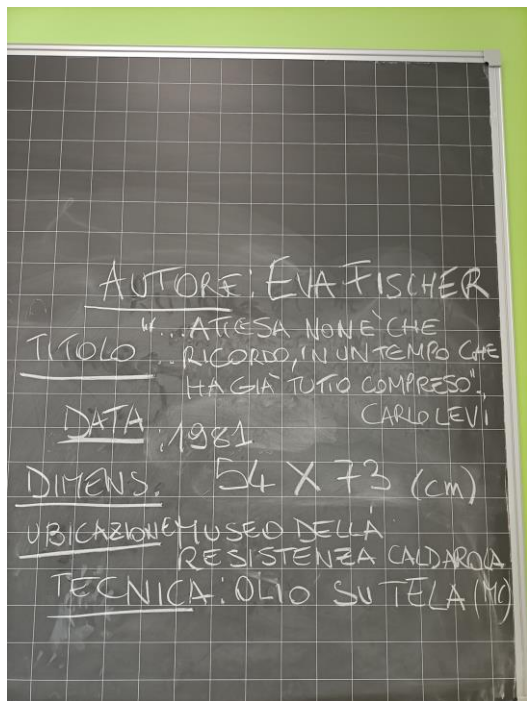 AUTORE: EVA FISCHER
TITOLO "... ATTESA NON È CHE
RICORDO, IN UN TEMPO CHE
HA GIÀ TUTTO COMPRESO".,
CARLO LEVI
DATA : 1981
DIMENS. 54 X 73 (cm)
UBICAZIONE MUSEO DELLA
RESISTENZA CALDAROLA
TECNICA: OLIO SU TELA (MC)